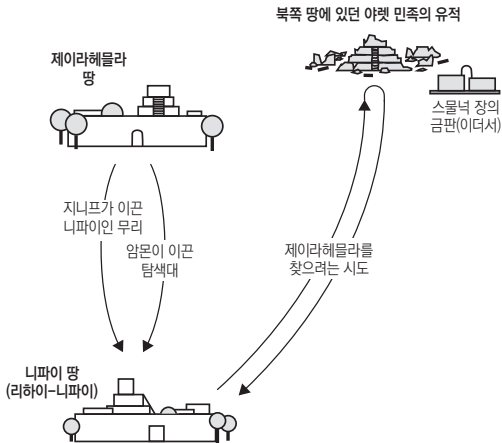 북쪽 땅에 있던 야렛 민족의 유적
제이라헤믈라
땅
스물넉 장의
금판(이더서)
지니프가 이끈
니파이인 무리
암몬이 이끈
탐색대
제이라헤믈라를
찾으려는 시도
니파이 땅
(리하이–니파이)